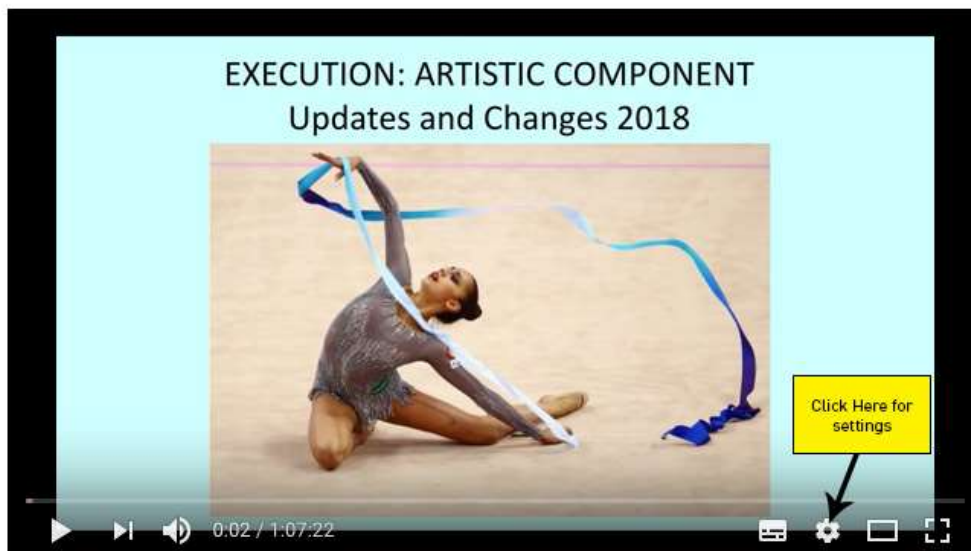 EXECUTION: ARTISTIC COMPONENT
Updates and Changes 2018
Click Here for
settings
0:02 / 1:07:22